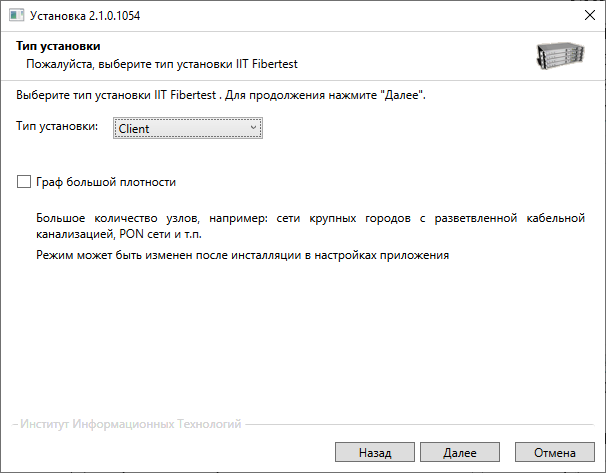 Установка 2.1.0.1054
Тип установки
Пожалуйста, выберите тип установки IIT Fibertest
Выберите тип установки IIT Fibertest . Для продолжения нажмите "Далее".
Тип установки: Client
Граф большой плотности
Большое количество узлов, например: сети крупных городов с разветвленной кабельной
канализацией, PON сети и т.п.
Режим может быть изменен после инсталляции в настройках приложения
Институт Информационных Технологий
Назад Далее Отмена